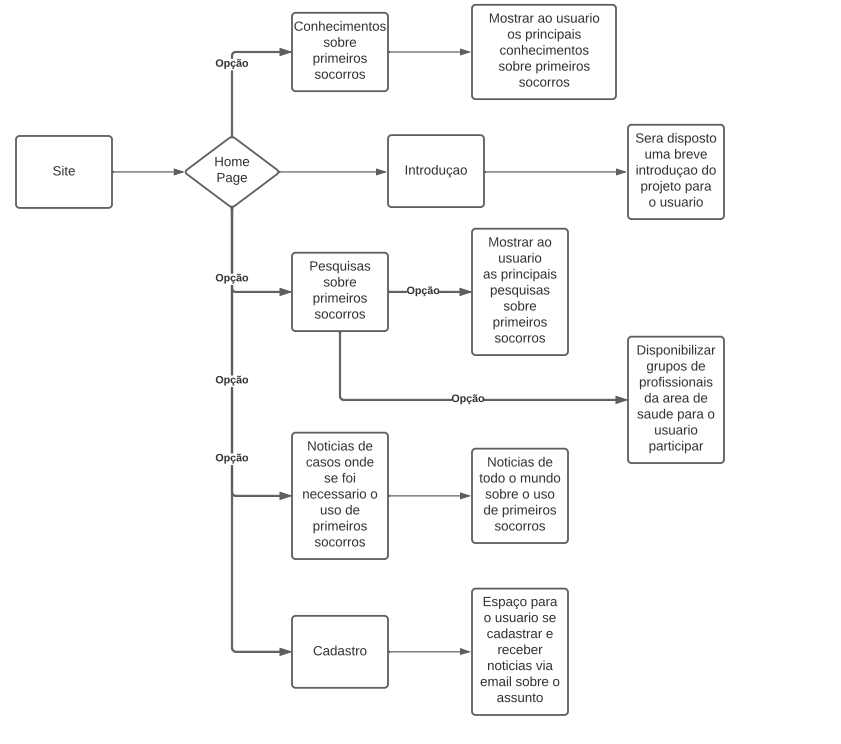 Conhecimentos
sobre
primeiros
socorros
Mostrar ao usuario
os principais
conhecimentos
sobre primeiros
socorros
Opção
Site
Home
Page
Introduçao
Sera disposto
uma breve
introduçao do
projeto para
o usuario
Opção
Pesquisas
sobre
primeiros
socorros
Opção
Mostrar ao
usuario
as principais
pesquisas
sobre
primeiros
socorros
Opção
Opção
Disponibilizar
grupos de
profissionais
da area de
saude para o
usuario
participar
Opção
Noticias de
casos onde
se foi
necessario o
uso de
primeiros
socorros
Noticias de
todo o mundo
sobre o uso
de primeiros
socorros
Cadastro
Espaço para
o usuario se
cadastrar e
receber
noticias via
email sobre o
assunto